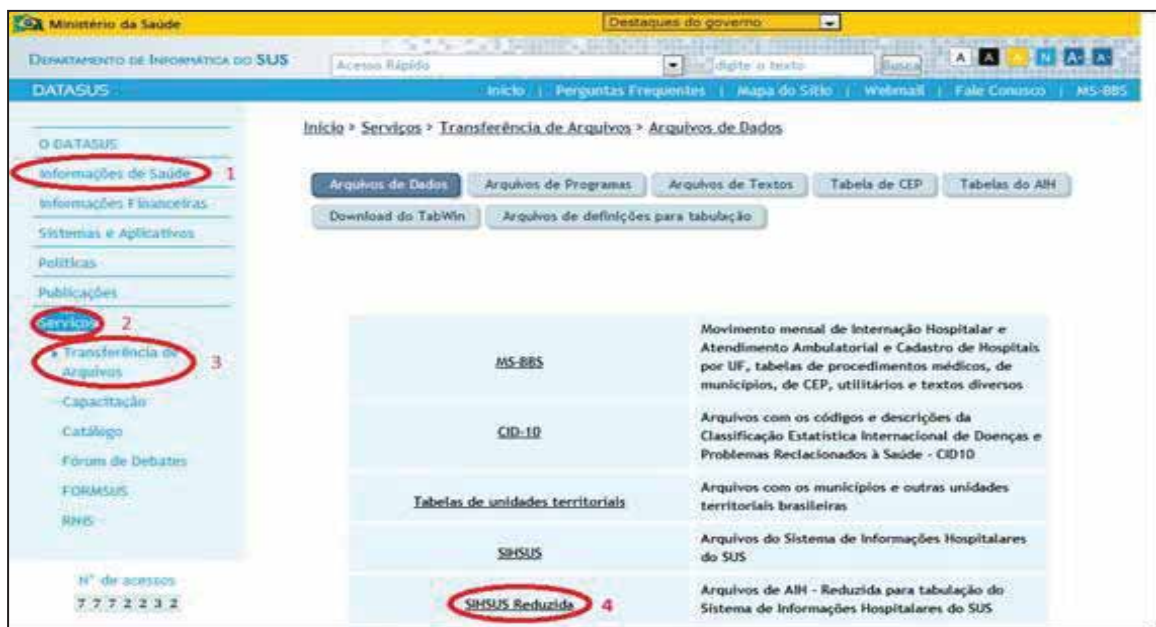 Ministério da Saúde
Destaques do governo
DEPARTAMENTO DE INFORMÁTICA DO SUS
Acesso Rápido
digite o texto
Busca
A A A N A+ A-
DATASUS
Início | Perguntas Frequentes | Mapa do Sítio | Webmail | Fale Conosco | MS-BBS
O DATASUS
Informações de Saúde 1
Informações Financeiras
Sistemas e Aplicativos
Políticas
Publicações
Serviços 2
Transferência de
Arquivos 3
Capacitação
Catálogo
Fórum de Debates
FORMSUS
RNIS
N° de acessos
7 7 7 2 2 3 2
Início > Serviços > Transferência de Arquivos > Arquivos de Dados
Arquivos de Dados
Arquivos de Programas
Arquivos de Textos
Tabela de CEP
Tabelas do AIH
Download do TabWin
Arquivos de definições para tabulação
MS-BBS
Movimento mensal de Internação Hospitalar e
Atendimento Ambulatorial e Cadastro de Hospitais
por UF, tabelas de procedimentos médicos, de
municípios, de CEP, utilitários e textos diversos
CID-10
Arquivos com os códigos e descrições da
Classificação Estatística Internacional de Doenças e
Problemas Reclacionados à Saúde - CID10
Tabelas de unidades territoriais
Arquivos com os municípios e outras unidades
territoriais brasileiras
SIHSUS
Arquivos do Sistema de Informações Hospitalares
do SUS
SIHSUS Reduzida 4
Arquivos de AIH - Reduzida para tabulação do
Sistema de Informações Hospitalares do SUS